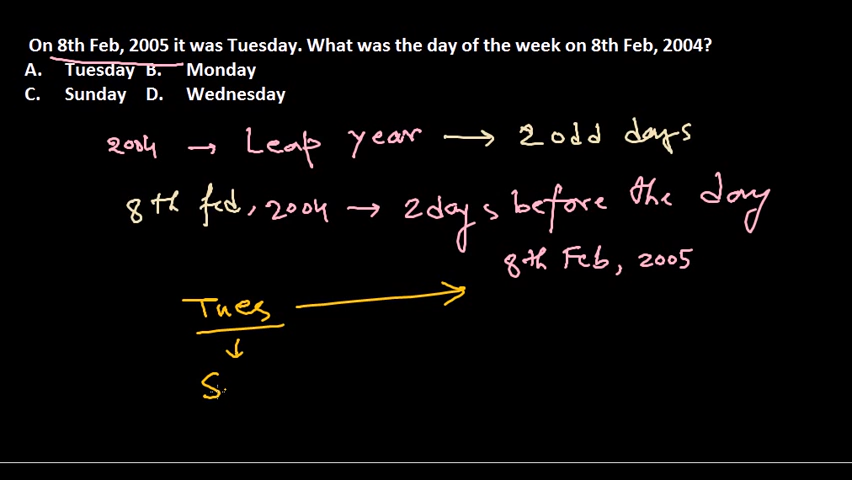 On 8th Feb, 2005 it was Tuesday. What was the day of the week on 8th Feb, 2004?
A. Tuesday B. Monday
C. Sunday D. Wednesday
2004 → Leap year → 2 odd days
8th feb, 2004 → 2 days before the day
8th Feb, 2005
Tues →
↓
S